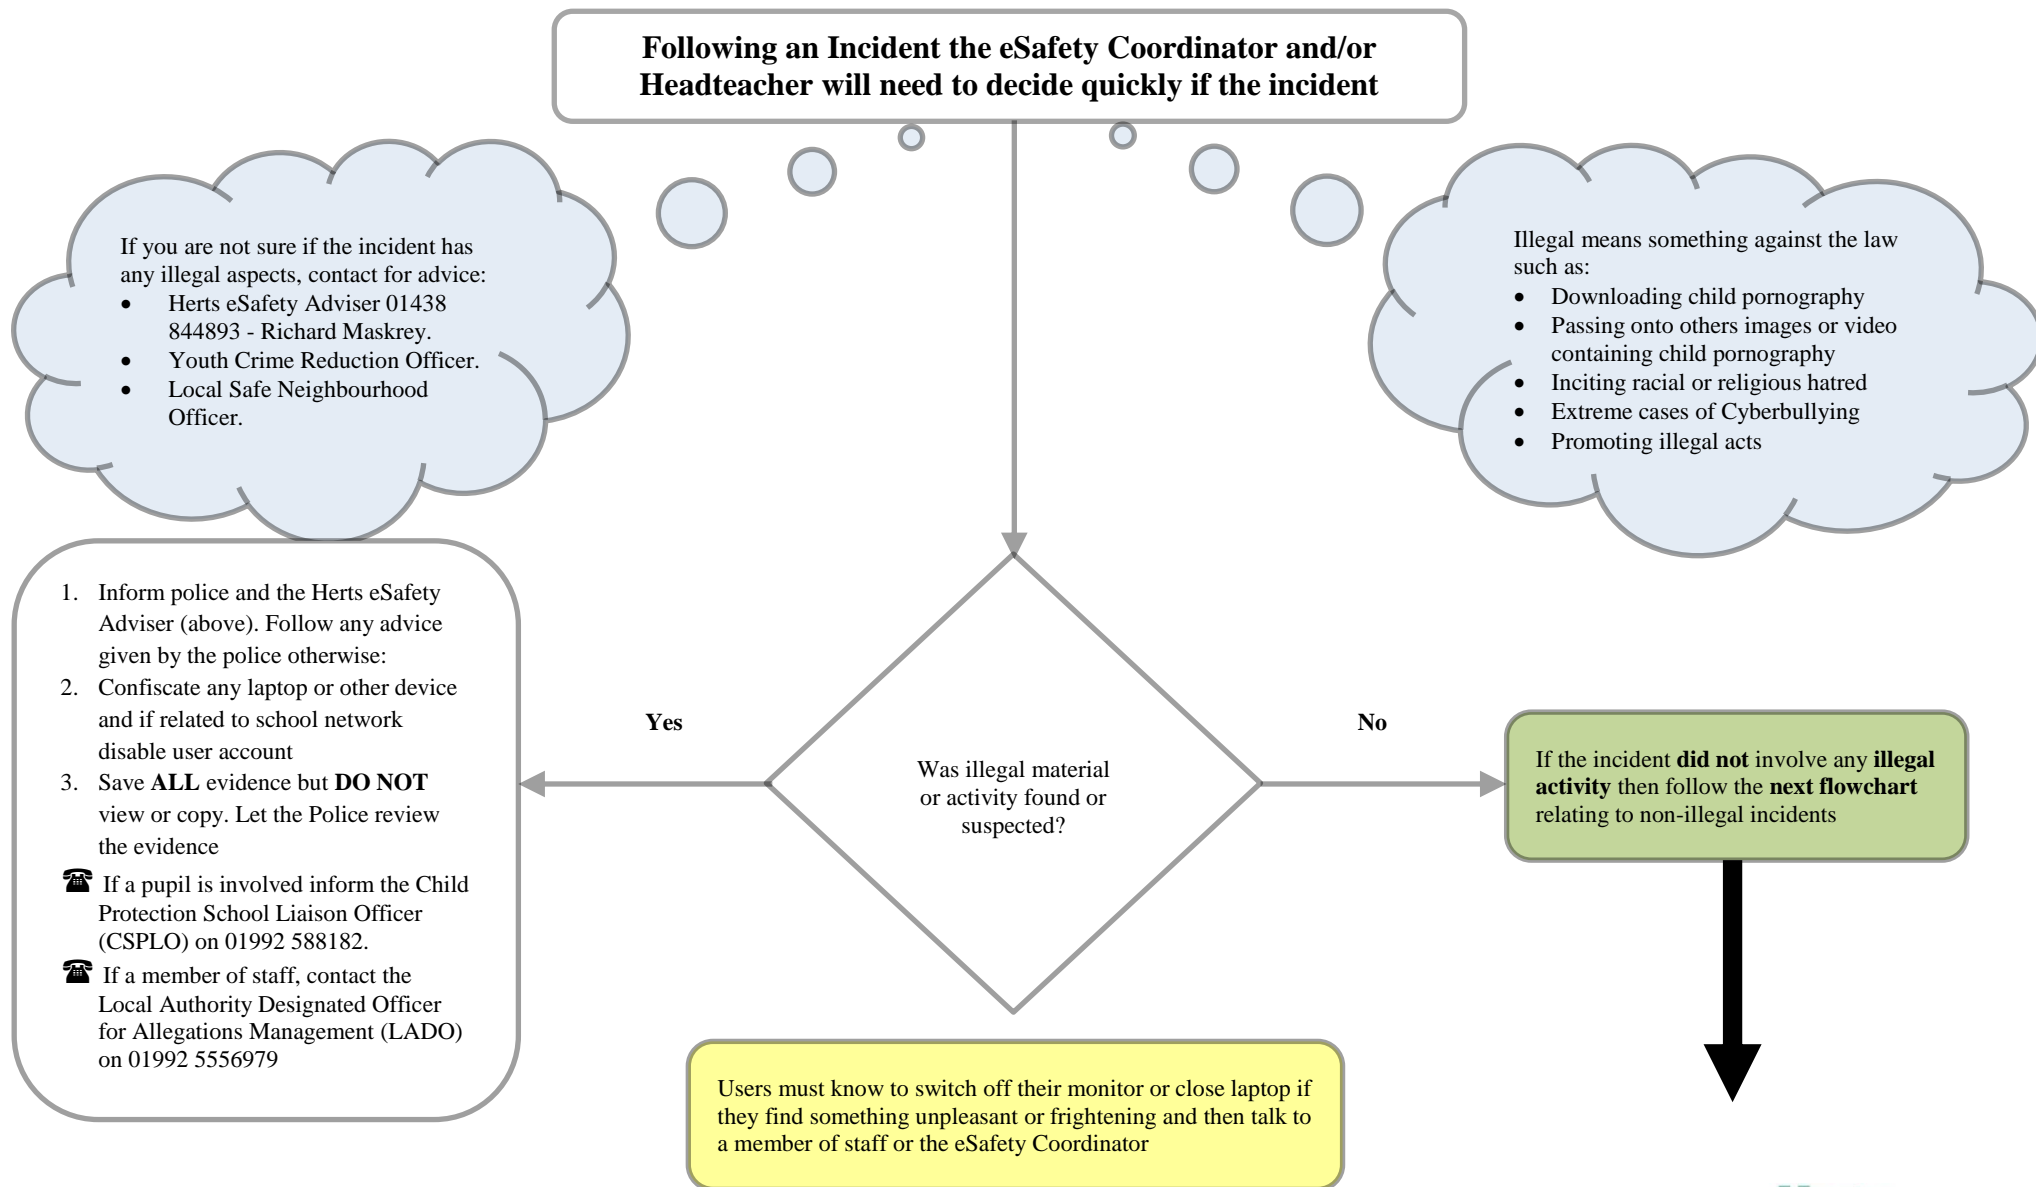 Following an Incident the eSafety Coordinator and/or
Headteacher will need to decide quickly if the incident
If you are not sure if the incident has
any illegal aspects, contact for advice:
• Herts eSafety Adviser 01438
844893 - Richard Maskrey.
• Youth Crime Reduction Officer.
• Local Safe Neighbourhood
Officer.
Illegal means something against the law
such as:
• Downloading child pornography
• Passing onto others images or video
containing child pornography
• Inciting racial or religious hatred
• Extreme cases of Cyberbullying
• Promoting illegal acts
1. Inform police and the Herts eSafety
Adviser (above). Follow any advice
given by the police otherwise:
2. Confiscate any laptop or other device
and if related to school network
disable user account
3. Save ALL evidence but DO NOT
view or copy. Let the Police review
the evidence
☎ If a pupil is involved inform the Child
Protection School Liaison Officer
(CSPLO) on 01992 588182.
☎ If a member of staff, contact the
Local Authority Designated Officer
for Allegations Management (LADO)
on 01992 5556979
Yes
Was illegal material
or activity found or
suspected?
No
If the incident did not involve any illegal
activity then follow the next flowchart
relating to non-illegal incidents
Users must know to switch off their monitor or close laptop if
they find something unpleasant or frightening and then talk to
a member of staff or the eSafety Coordinator